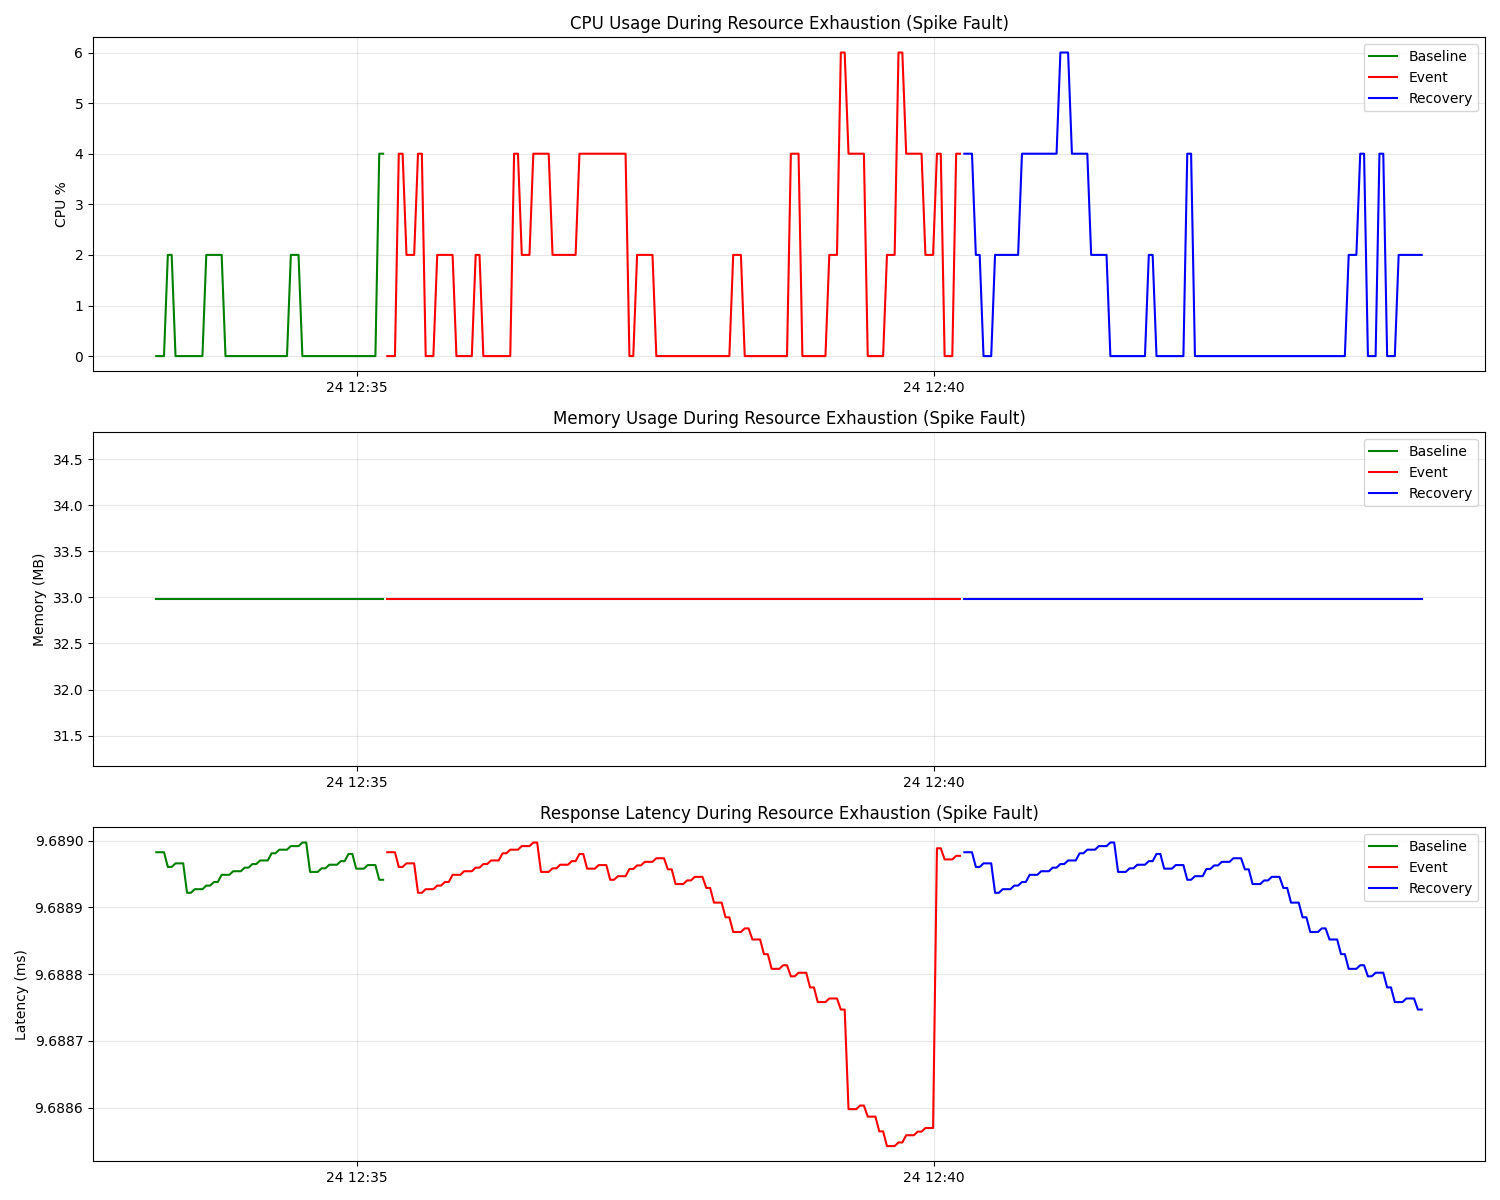 CPU Usage During Resource Exhaustion (Spike Fault)
CPU %
6
5
4
3
2
1
0
Baseline
Event
Recovery
24 12:35
24 12:40
Memory Usage During Resource Exhaustion (Spike Fault)
Memory (MB)
34.5
34.0
33.5
33.0
32.5
32.0
31.5
Baseline
Event
Recovery
24 12:35
24 12:40
Response Latency During Resource Exhaustion (Spike Fault)
Latency (ms)
9.6890
9.6889
9.6888
9.6887
9.6886
Baseline
Event
Recovery
24 12:35
24 12:40